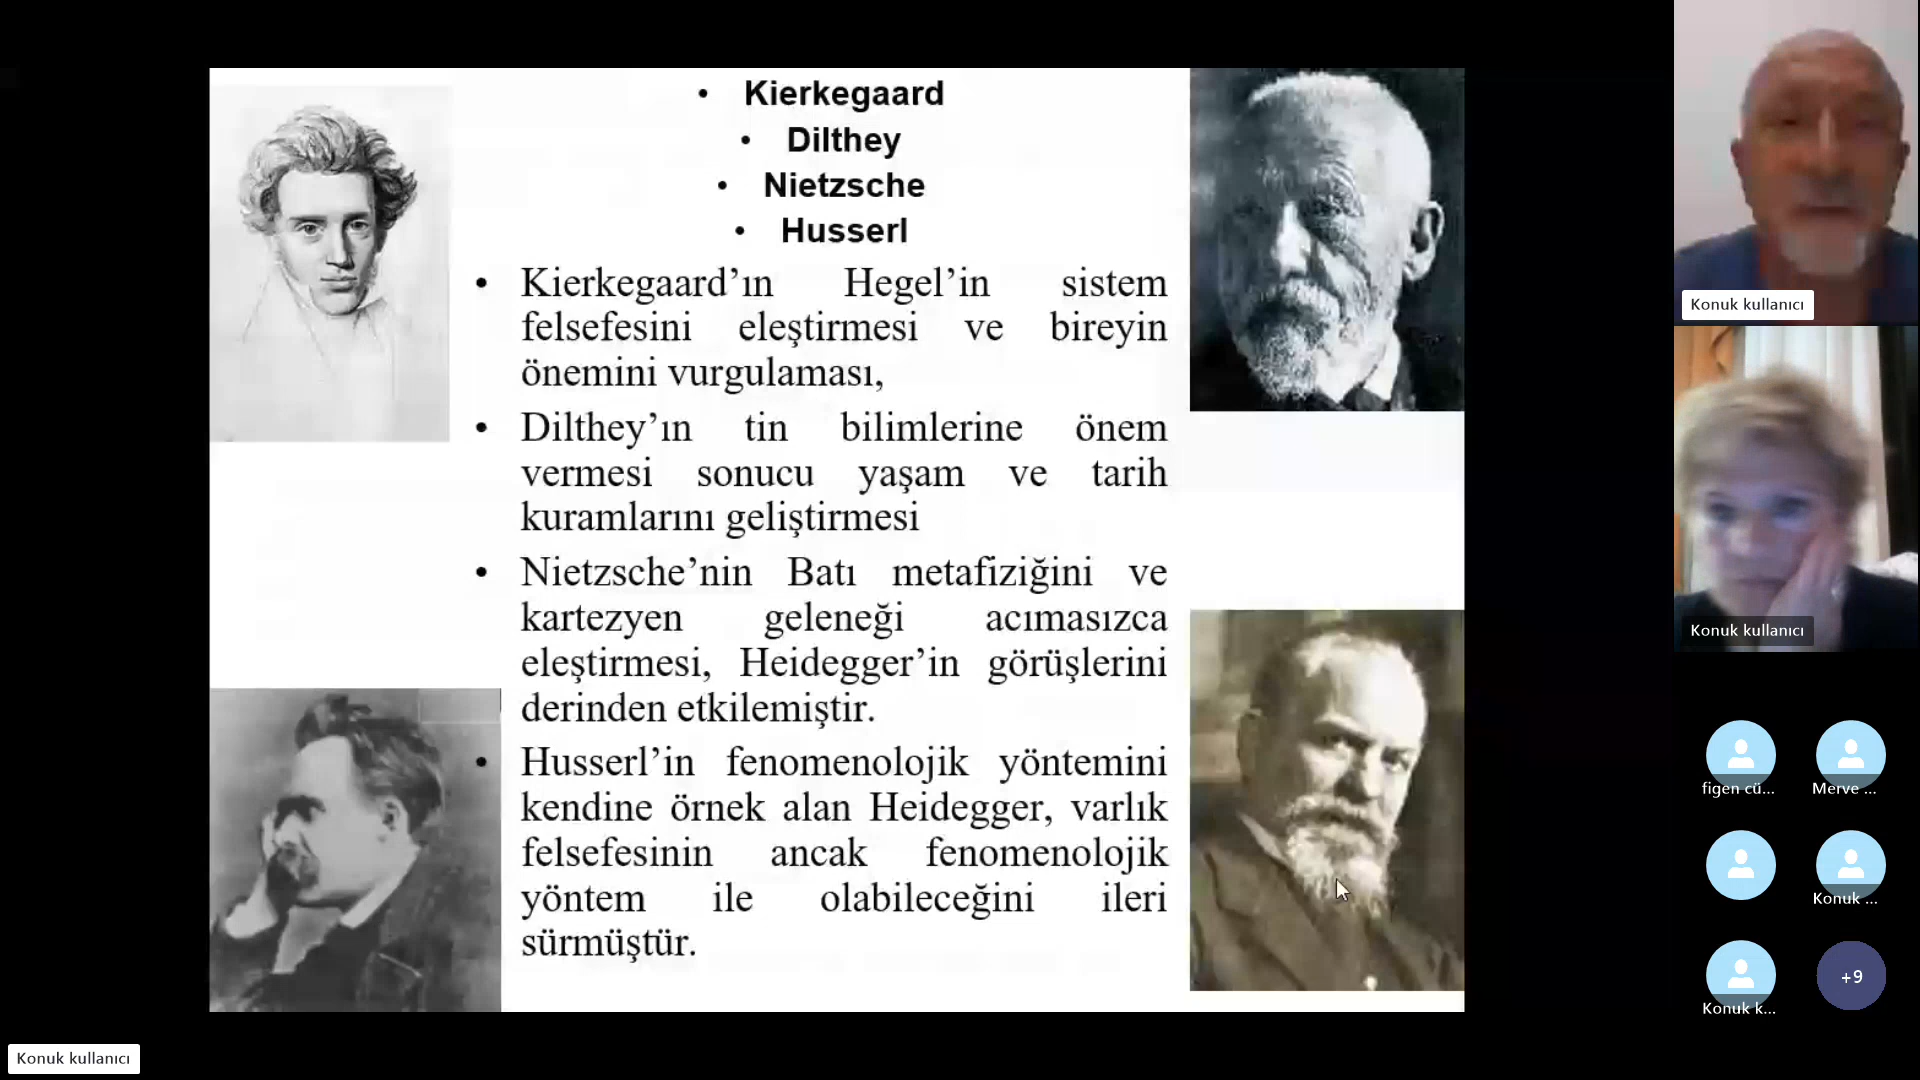 • Kierkegaard
• Dilthey
• Nietzsche
• Husserl
• Kierkegaard’ın Hegel’in sistem
felsefesini eleştirmesi ve bireyin
önemini vurgulaması,
• Dilthey’ın tin bilimlerine önem
vermesi sonucu yaşam ve tarih
kuramlarını geliştirmesi
• Nietzsche’nin Batı metafiziğini ve
kartezyen geleneği acımasızca
eleştirmesi, Heidegger’in görüşlerini
derinden etkilemiştir.
• Husserl’in fenomenolojik yöntemini
kendine örnek alan Heidegger, varlık
felsefesinin ancak fenomenolojik
yöntem ile olabileceğini ileri
sürmüştür.
Konuk kullanıcı
Konuk kullanıcı
figen cü...
Merve ...
Konuk ...
Konuk k...
+9
Konuk kullanıcı